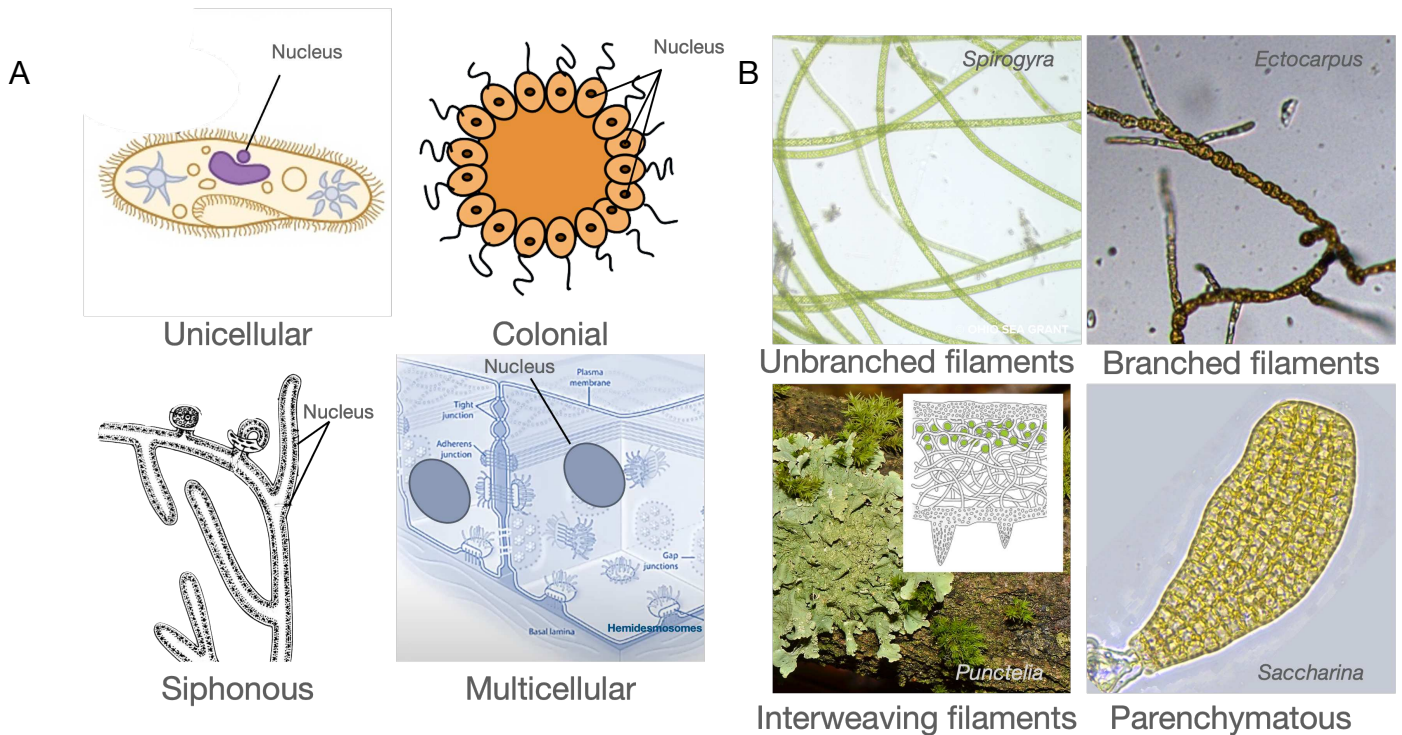 A
Nucleus
Unicellular
Nucleus
Colonial
Nucleus
Siphonous
Nucleus
Plasma
membrane
Tight
junction
Adherens
junction
Gap
junctions
Basal lamina
Hemidesmosomes
Multicellular
B
Spirogyra
OHIO SEA GRANT
Unbranched filaments
Ectocarpus
Branched filaments
Punctelia
Interweaving filaments
Saccharina
Parenchymatous